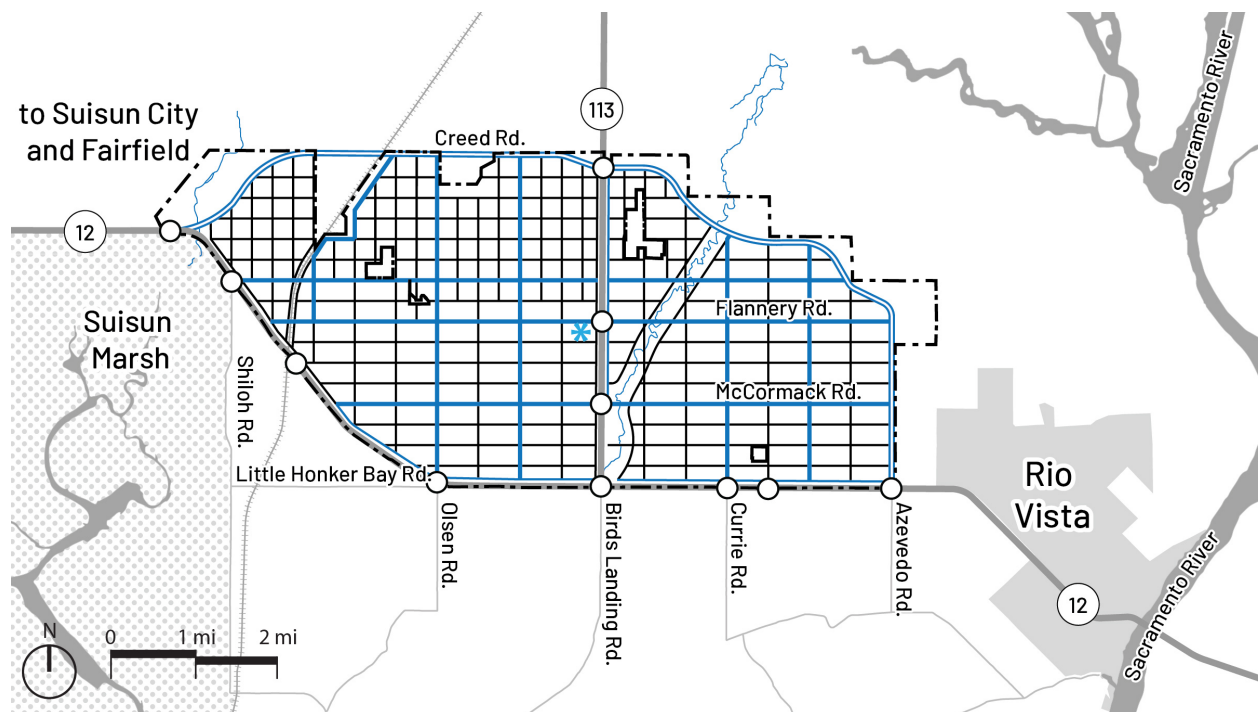 113
Sacramento River
to Suisun City
and Fairfield
Creed Rd.
12
Flannery Rd.
Suisun
Marsh
Shiloh Rd.
McCormack Rd.
Little Honker Bay Rd.
Rio
Vista
Olsen Rd.
Birds Landing Rd.
Currie Rd.
Azevedo Rd.
Sacramento River
12
N
0 1 mi 2 mi